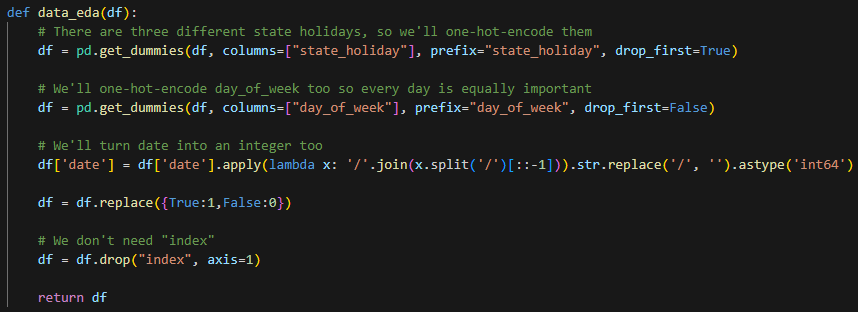 def data_eda(df):
    # There are three different state holidays, so we'll one-hot-encode them
    df = pd.get_dummies(df, columns=["state_holiday"], prefix="state_holiday", drop_first=True)
    # We'll one-hot-encode day_of_week too so every day is equally important
    df = pd.get_dummies(df, columns=["day_of_week"], prefix="day_of_week", drop_first=False)
    # We'll turn date into an integer too
    df['date'] = df['date'].apply(lambda x: '/'.join(x.split('/')[::-1])).str.replace('/', '').astype('int64')
    df = df.replace({True:1,False:0})
    # We don't need "index"
    df = df.drop("index", axis=1)
    return df